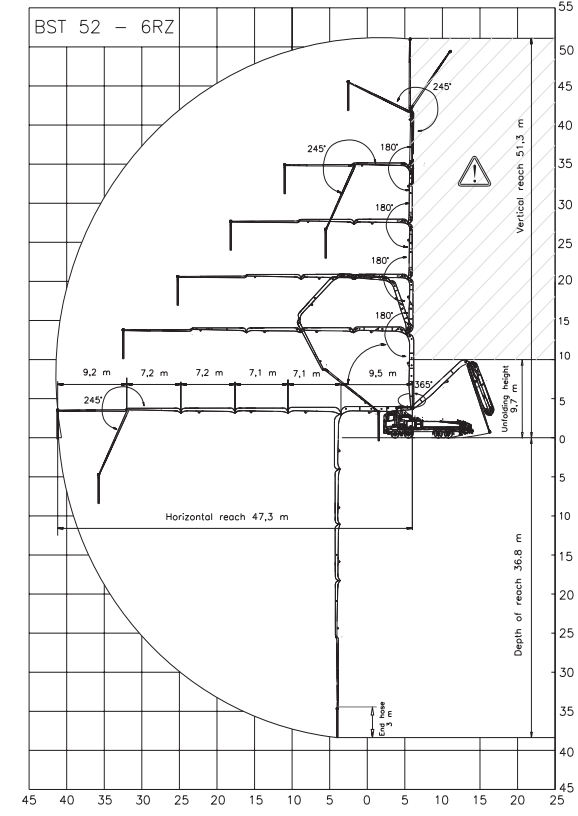 BST 52 – 6RZ
55
50
45
40
35
30
25
20
15
10
5
0
5
10
15
20
25
30
35
40
45
245°
245°
180°
180°
180°
180°
Vertical reach 51,3 m
9,2 m
7,2 m
7,2 m
7,1 m
7,1 m
9,5 m
365°
245°
Unfolding height
9,7 m
Horizontal reach 47,3 m
Depth of reach 36.8 m
End hose
3 m
45 40 35 30 25 20 15 10 5 0 5 10 15 20 25